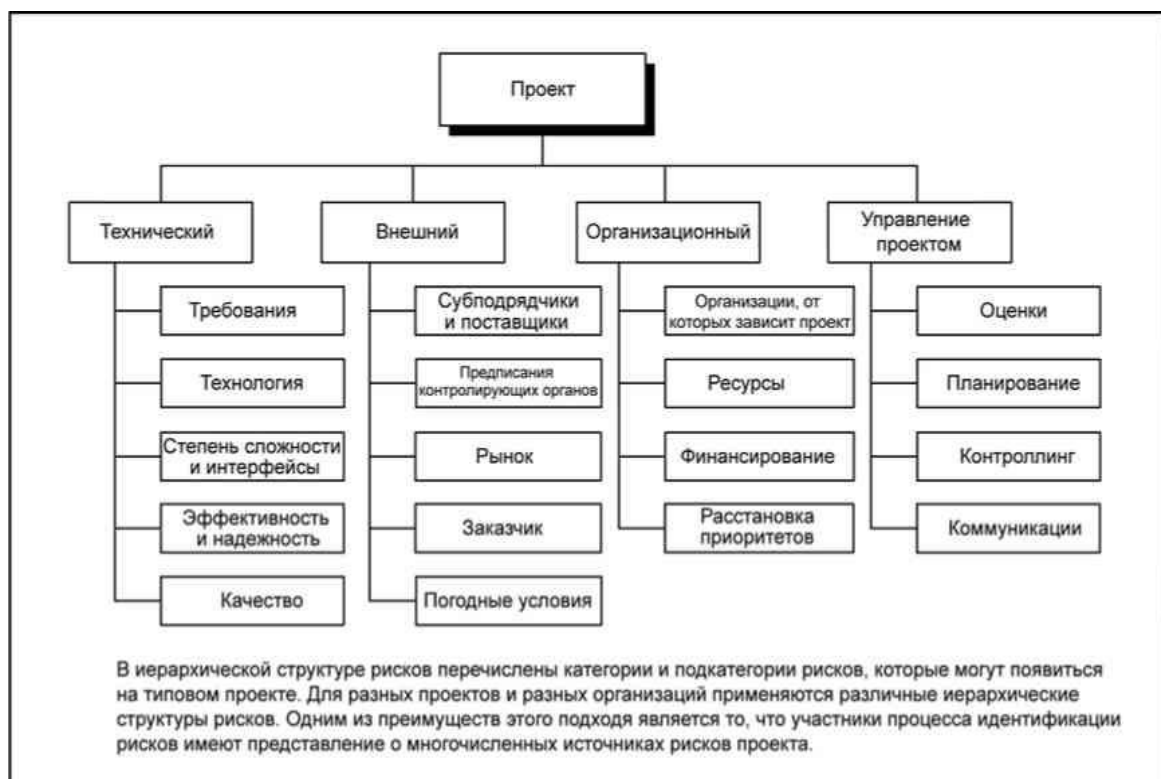 Проект
Технический
Внешний
Организационный
Управление
проектом
Требования
Субподрядчики
и поставщики
Организации, от
которых зависит проект
Оценки
Технология
Предписания
контролирующих органов
Ресурсы
Планирование
Степень сложности
и интерфейсы
Рынок
Финансирование
Контроллинг
Эффективность
и надежность
Заказчик
Расстановка
приоритетов
Коммуникации
Качество
Погодные условия
В иерархической структуре рисков перечислены категории и подкатегории рисков, которые могут появиться
на типовом проекте. Для разных проектов и разных организаций применяются различные иерархические
структуры рисков. Одним из преимуществ этого подходя является то, что участники процесса идентификации
рисков имеют представление о многочисленных источниках рисков проекта.